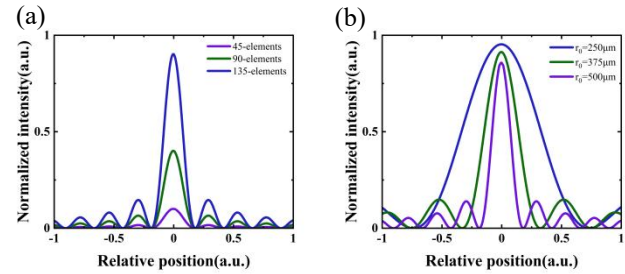 (a)
Normalized intensity(a.u.)
1
0.5
0
45-elements
90-elements
135-elements
-1
-0.5
0
0.5
1
Relative position(a.u.)
(b)
Normalized intensity(a.u.)
1
0.5
0
r₀=250μm
r₀=375μm
r₀=500μm
-1
-0.5
0
0.5
1
Relative position(a.u.)